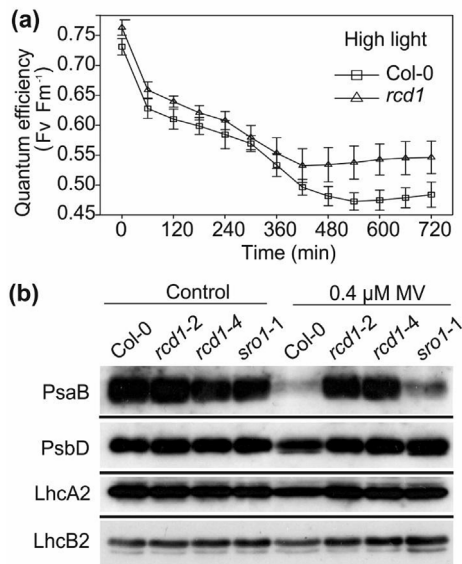 (a)
High light
Col-0
rcd1
Quantum efficiency
(Fv Fm⁻¹)
0.75
0.70
0.65
0.60
0.55
0.50
0.45
0 120 240 360 480 600 720
Time (min)
(b)
Control 0.4 µM MV
Col-0 rcd1-2 rcd1-4 sro1-1 Col-0 rcd1-2 rcd1-4 sro1-1
PsaB
PsbD
LhcA2
LhcB2